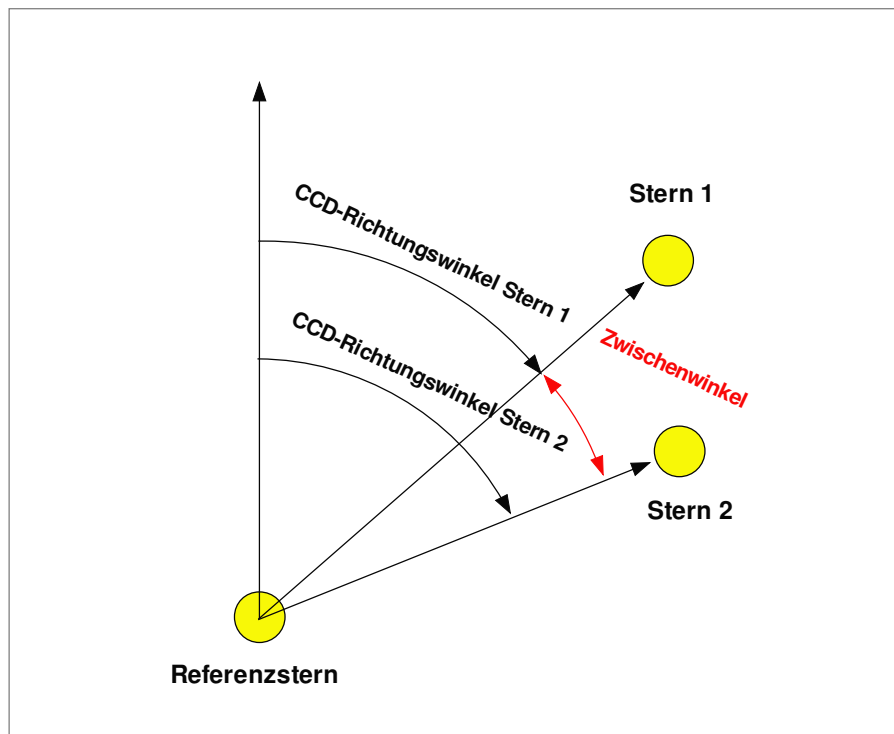 Stern 1
CCD-Richtungswinkel Stern 1
CCD-Richtungswinkel Stern 2
Zwischenwinkel
Stern 2
Referenzstern